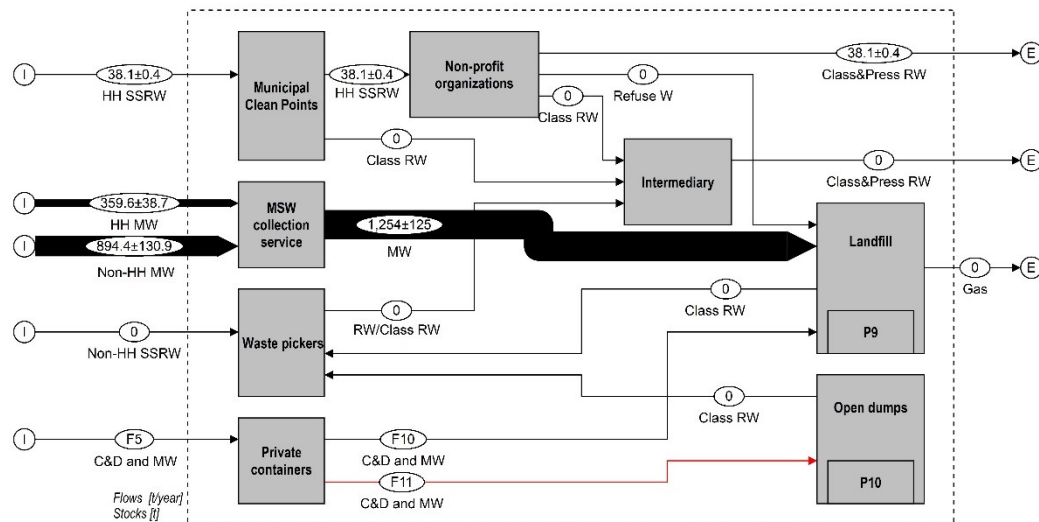 I
38.1±0.4
HH SSRW
Municipal
Clean Points
38.1±0.4
HH SSRW
Non-profit
organizations
38.1±0.4
Class&Press RW
E
0
Refuse W
0
Class RW
0
Class RW
Intermediary
0
Class&Press RW
E
I
359.6±38.7
HH MW
I
894.4±130.9
Non-HH MW
MSW
collection
service
1,254±125
MW
Landfill
P9
0
Gas
E
I
0
Non-HH SSRW
Waste pickers
0
RW/Class RW
0
Class RW
0
Class RW
Open dumps
P10
I
F5
C&D and MW
Private
containers
F10
C&D and MW
F11
C&D and MW
Flows [t/year]
Stocks [t]